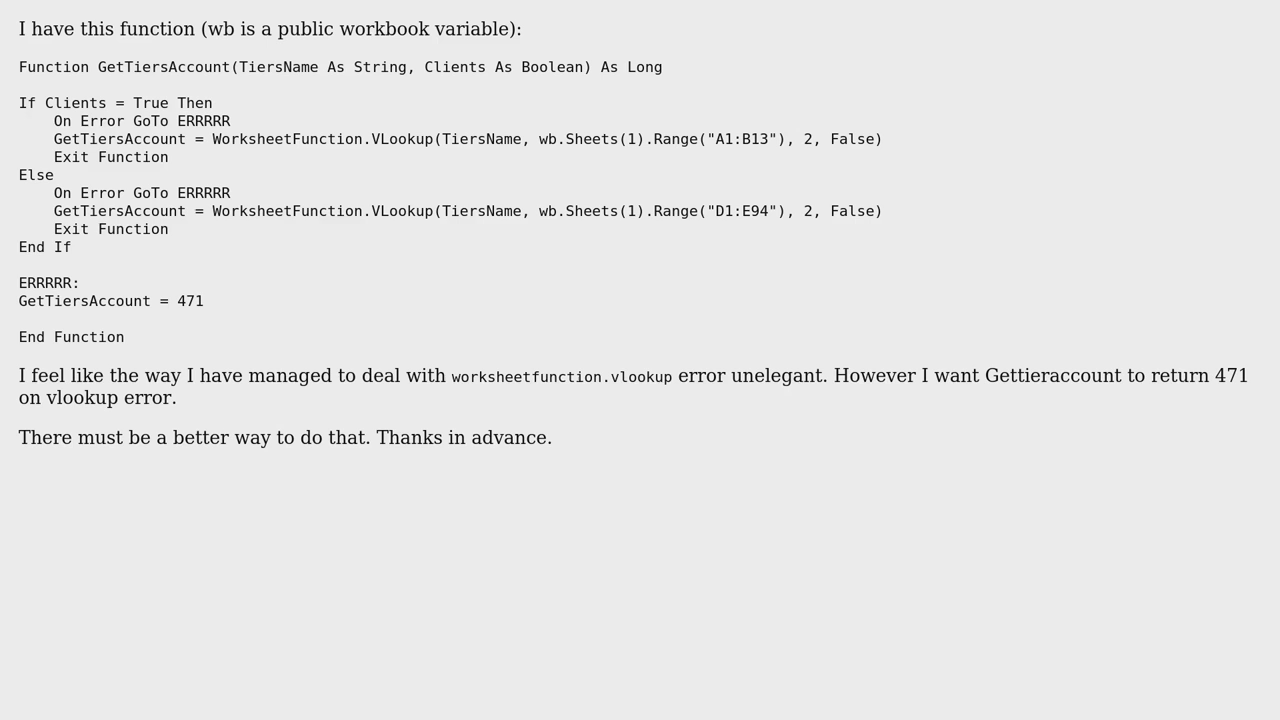 I have this function (wb is a public workbook variable):
Function GetTiersAccount(TiersName As String, Clients As Boolean) As Long
If Clients = True Then
    On Error GoTo ERRRRR
    GetTiersAccount = WorksheetFunction.VLookup(TiersName, wb.Sheets(1).Range("A1:B13"), 2, False)
    Exit Function
Else
    On Error GoTo ERRRRR
    GetTiersAccount = WorksheetFunction.VLookup(TiersName, wb.Sheets(1).Range("D1:E94"), 2, False)
    Exit Function
End If
ERRRRR:
GetTiersAccount = 471
End Function
I feel like the way I have managed to deal with worksheetfunction.vlookup error unelegant. However I want Gettieraccount to return 471
on vlookup error.
There must be a better way to do that. Thanks in advance.